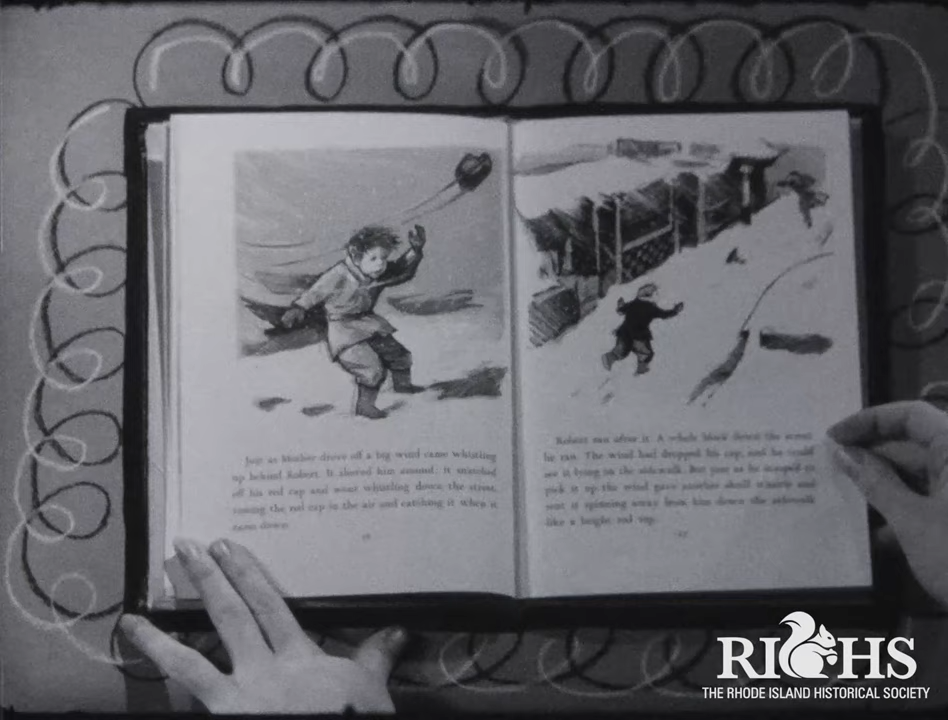 Just as Mother drove off a big wind came whistling
up behind Robert. It shoved him around. It snatched
off his red cap and went whistling down the street,
tossing the red cap in the air and catching it when it
came down.
Robert ran after it. A whole block down the street
he ran. The wind had dropped his cap, and he could
see it lying on the sidewalk. But just as he stooped to
pick it up the wind gave another shrill whistle and
sent it spinning away from him down the sidewalk
like a bright red top.
RIHS
THE RHODE ISLAND HISTORICAL SOCIETY